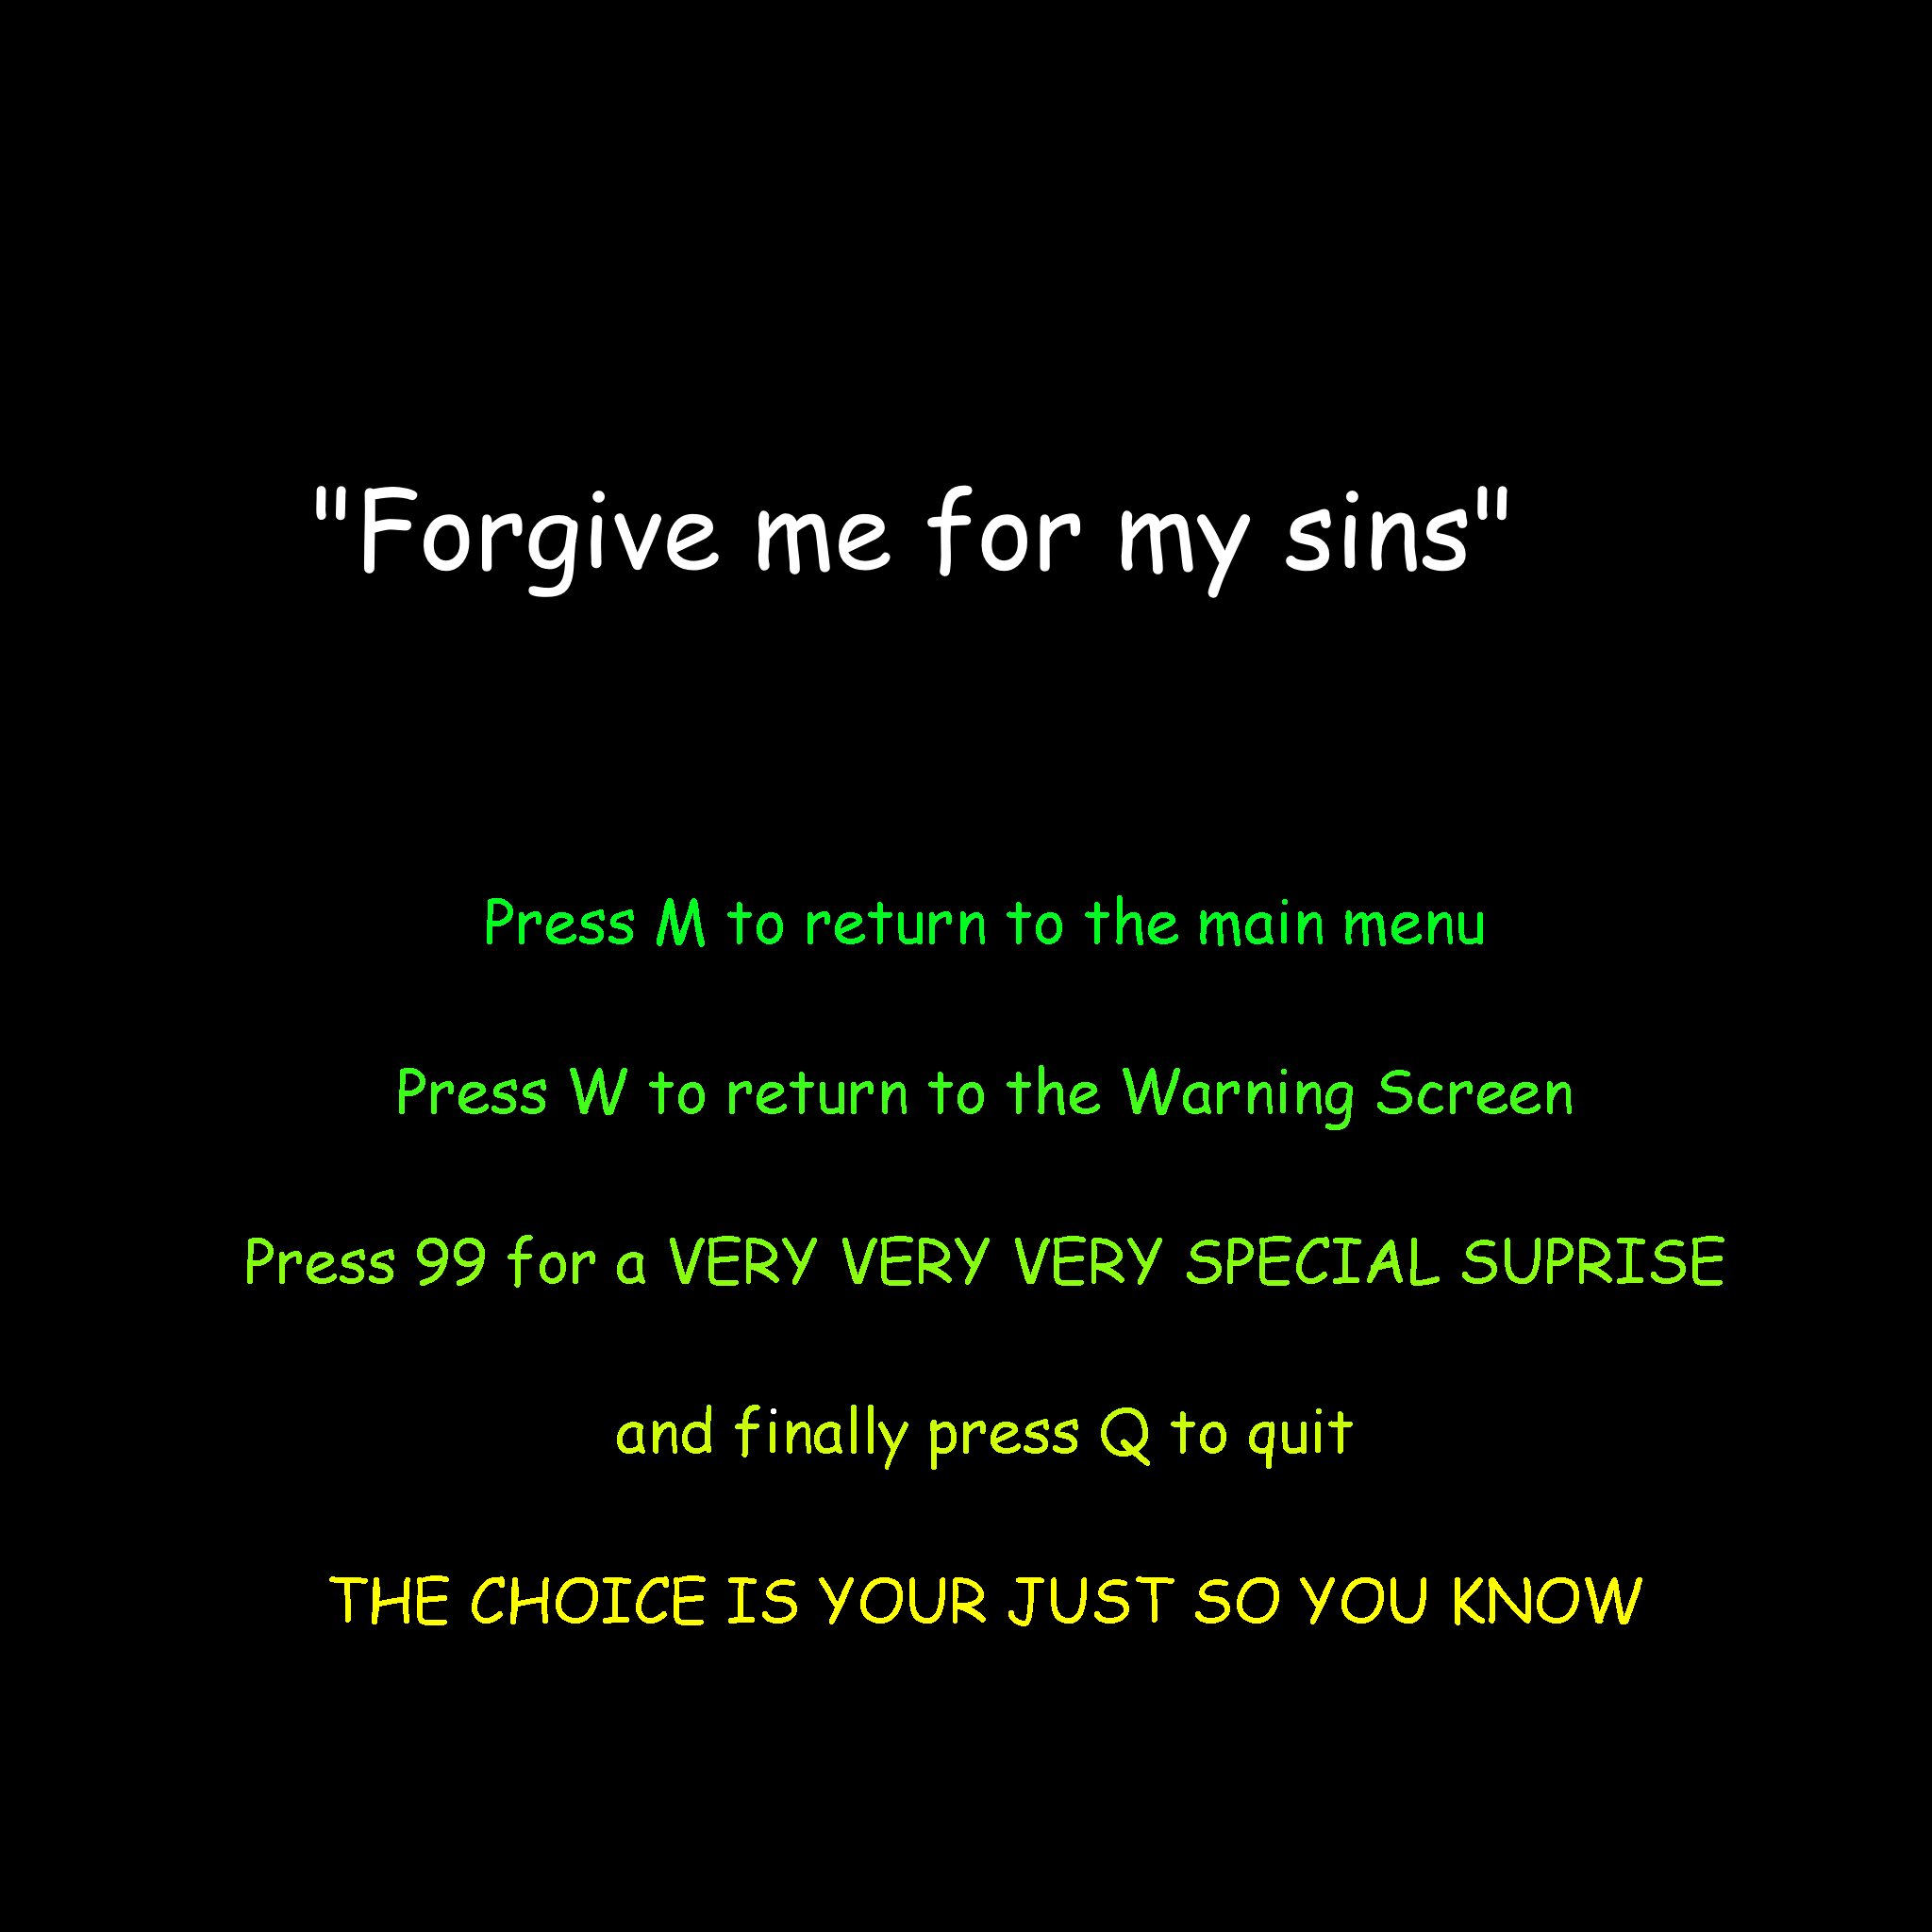 "Forgive me for my sins"
Press M to return to the main menu
Press W to return to the Warning Screen
Press 99 for a VERY VERY VERY SPECIAL SUPRISE
and finally press Q to quit
THE CHOICE IS YOUR JUST SO YOU KNOW